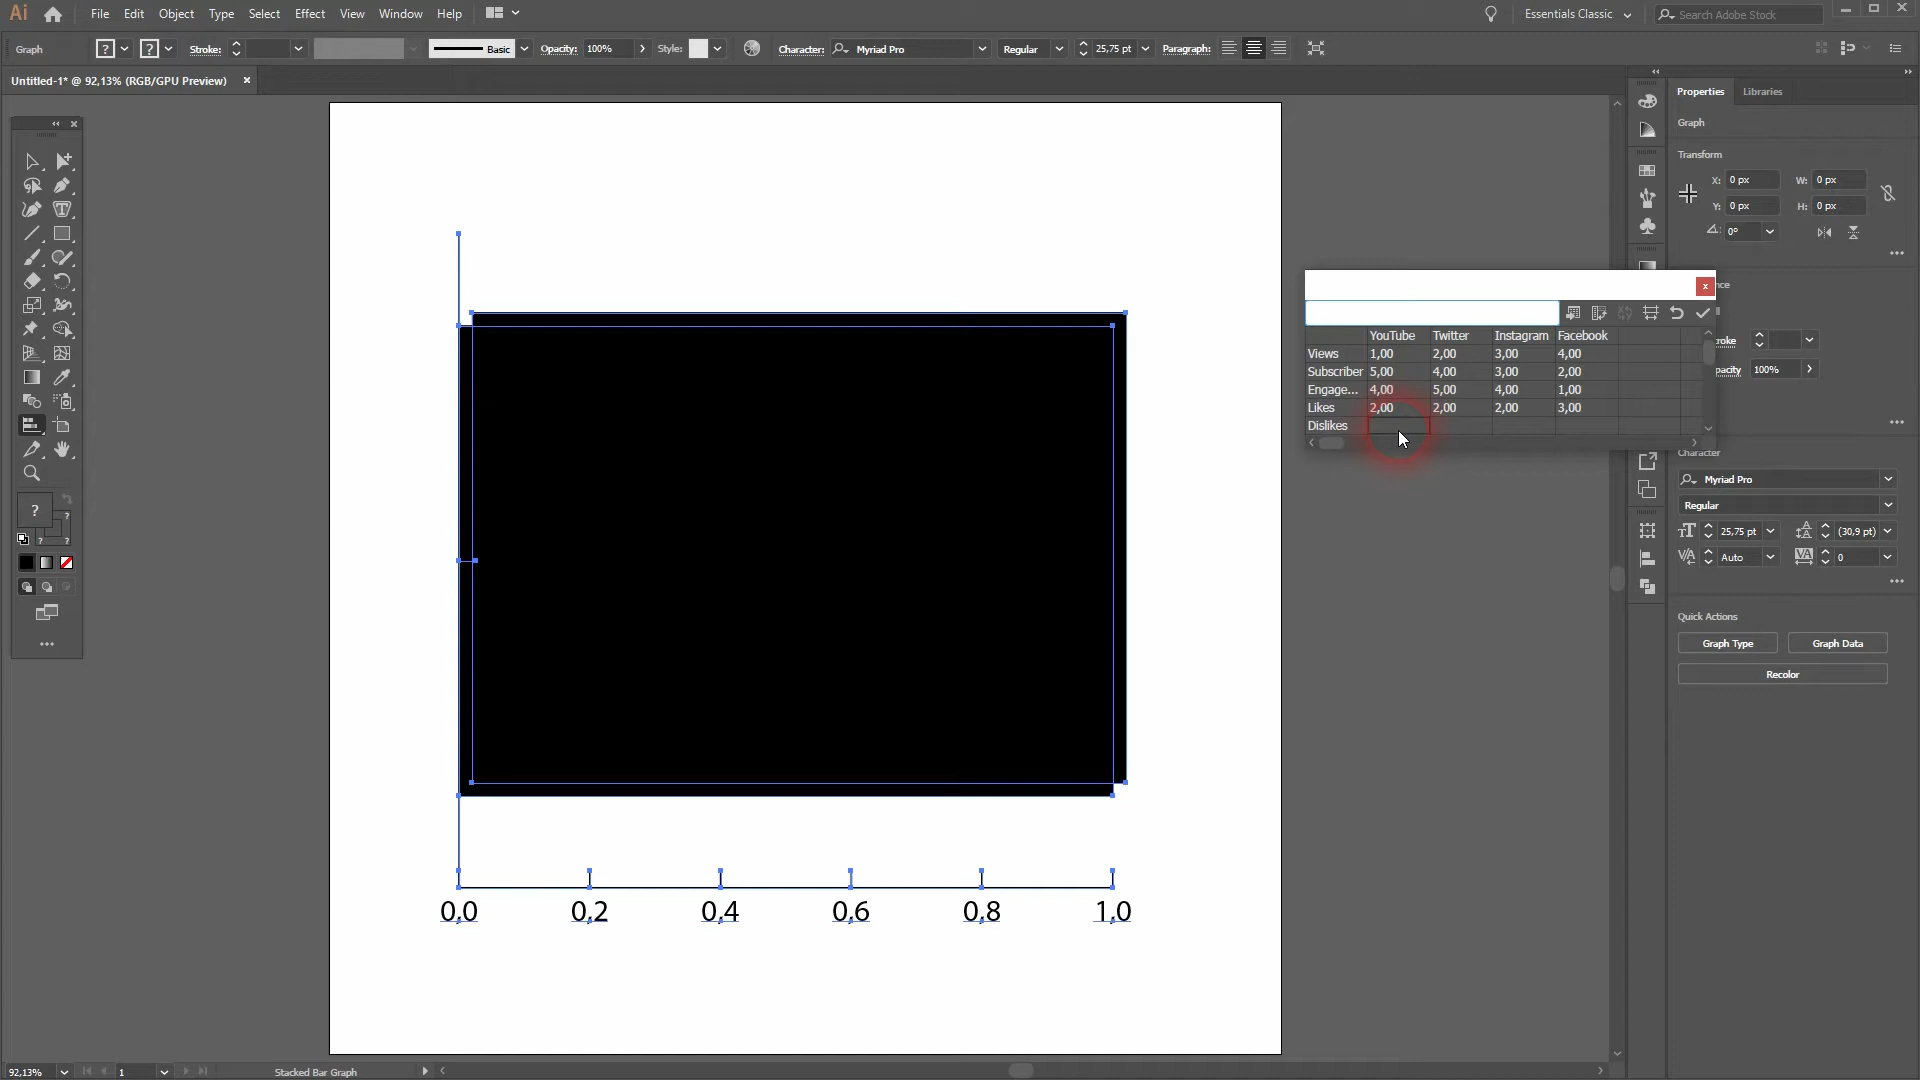 Ai File Edit Object Type Select Effect View Window Help Essentials Classic Search Adobe Stock
Graph ? ? Stroke: Basic Opacity: 100% Style: Character: Myriad Pro Regular 25,75 pt Paragraph:
Untitled-1* @ 92,13% (RGB/GPU Preview) ×
Properties Libraries
Graph
Transform
X: 0 px W: 0 px
Y: 0 px H: 0 px
0°
YouTube Twitter Instagram Facebook
Views 1,00 2,00 3,00 4,00
Subscriber 5,00 4,00 3,00 2,00
Engage... 4,00 5,00 4,00 1,00
Likes 2,00 2,00 2,00 3,00
Dislikes
roke
pacity 100%
Character
Myriad Pro
Regular
25,75 pt (30,9 pt)
Auto 0
Quick Actions
Graph Type Graph Data
Recolor
?
?
? ?
0.0 0.2 0.4 0.6 0.8 1.0
92,13% 1 Stacked Bar Graph